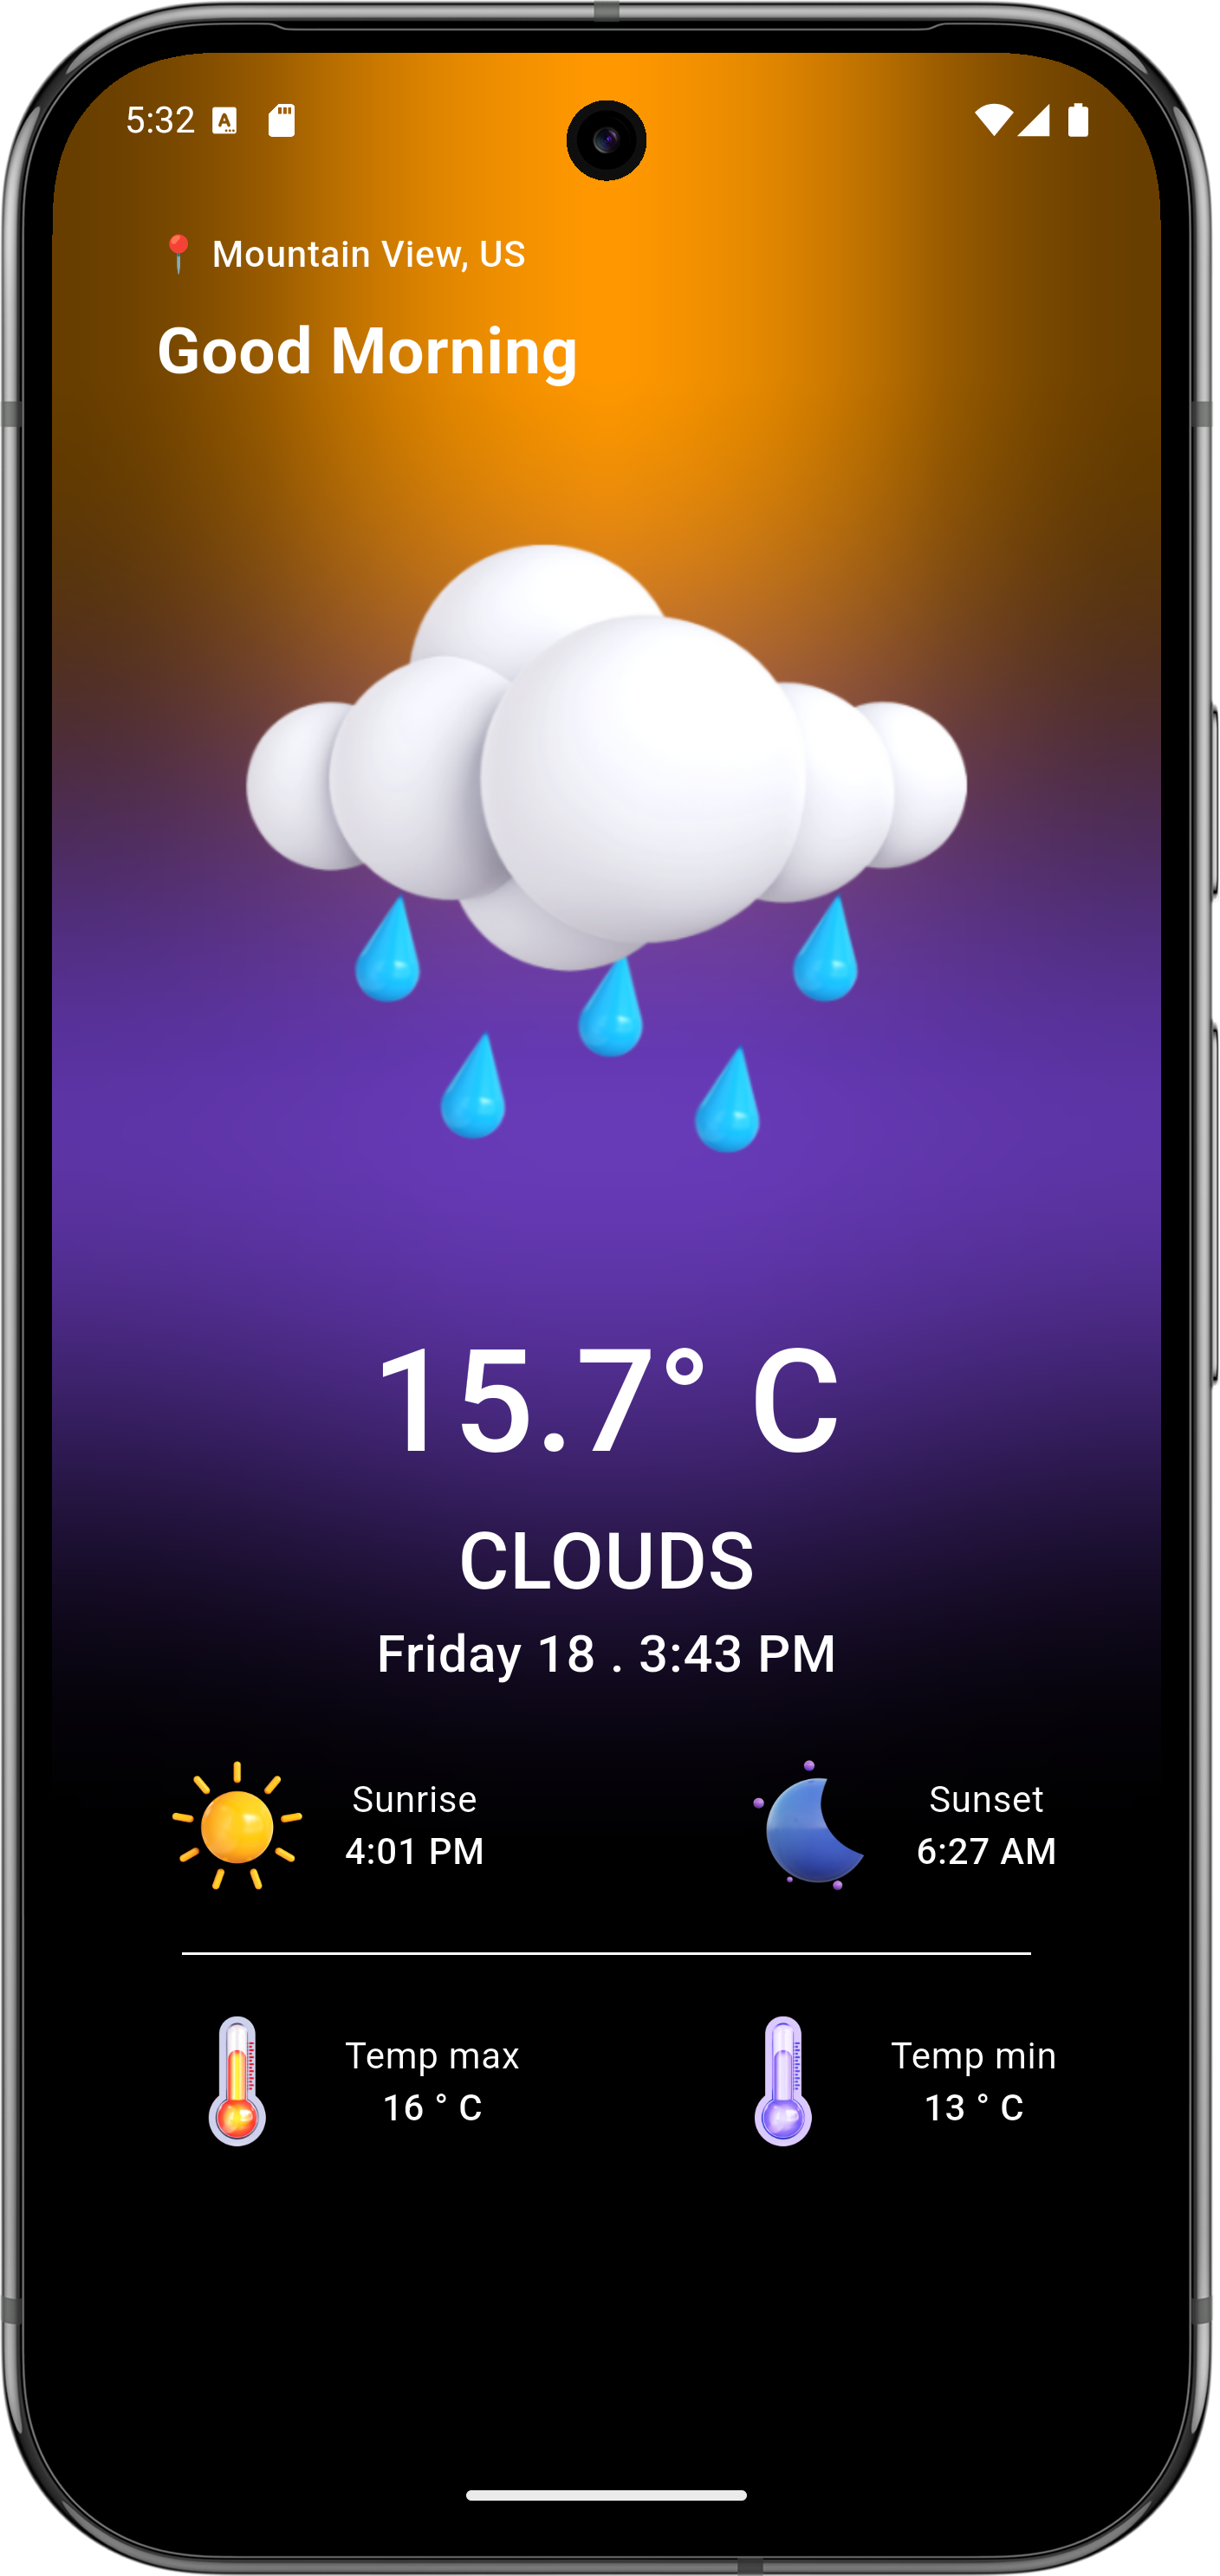 5:32
Mountain View, US
Good Morning
15.7° C
CLOUDS
Friday 18 . 3:43 PM
Sunrise
4:01 PM
Sunset
6:27 AM
Temp max
16 ° C
Temp min
13 ° C